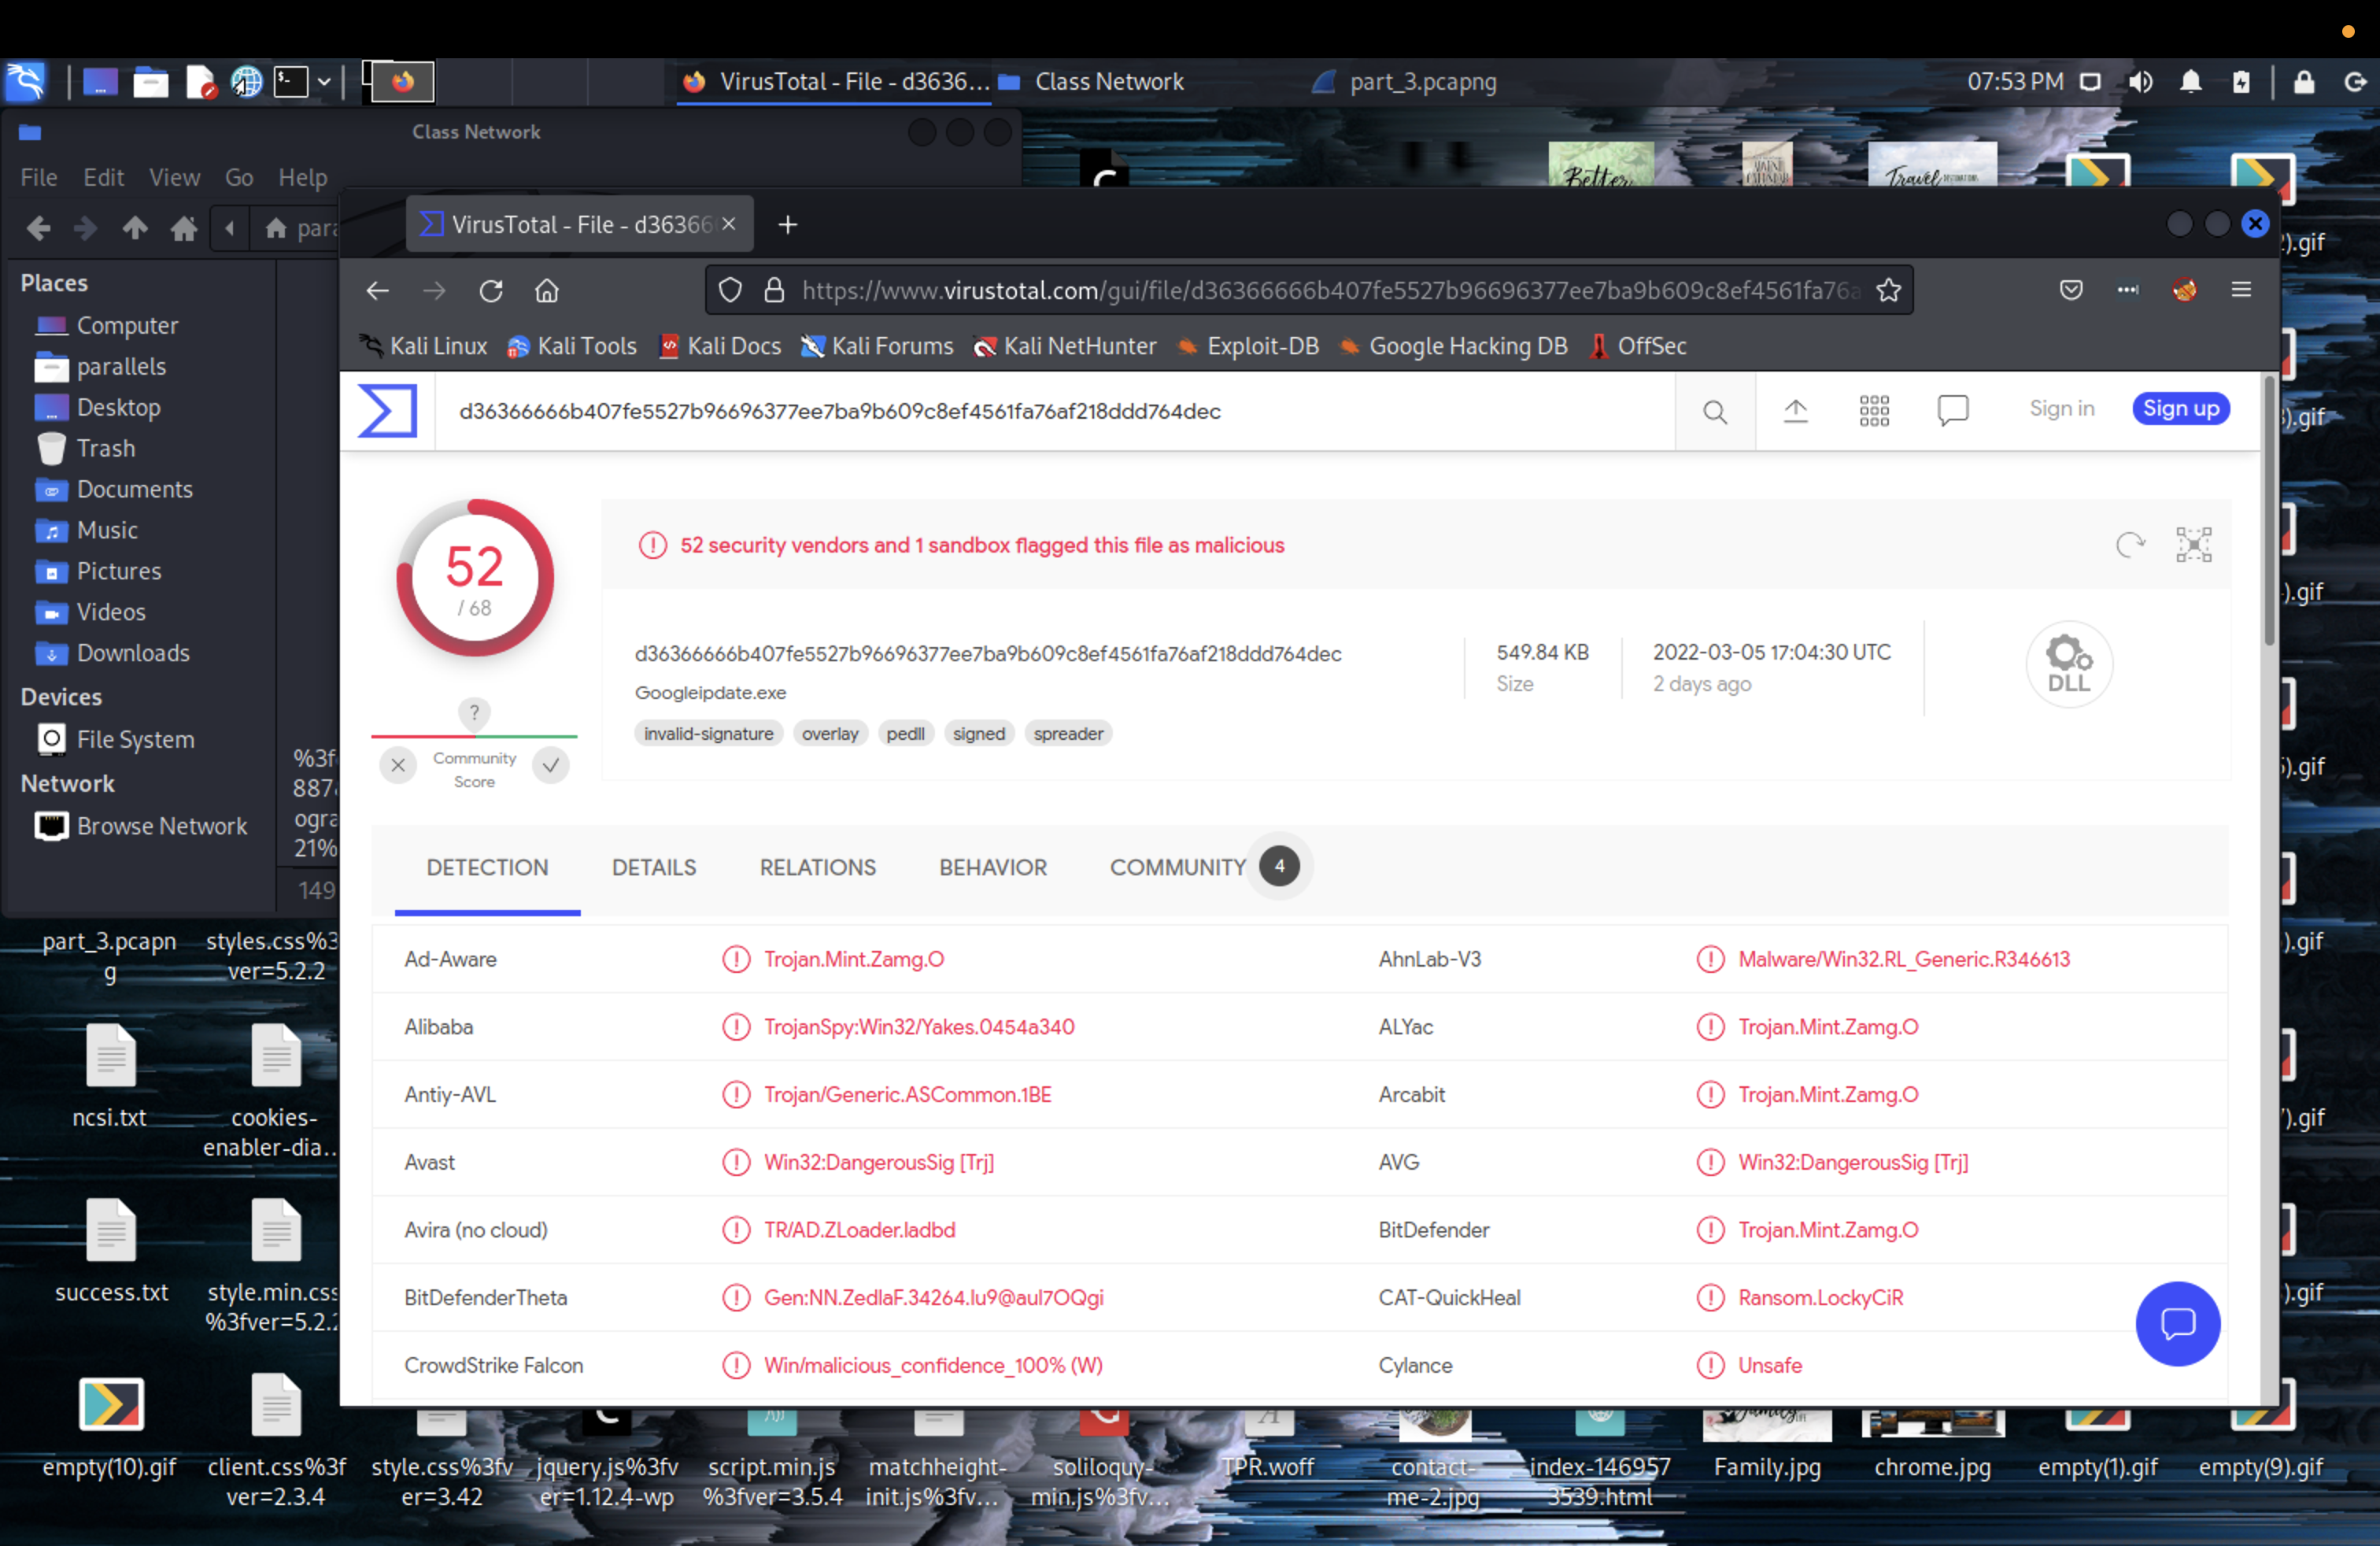 VirusTotal - File - d3636...
Class Network
part_3.pcapng
07:53 PM
Class Network
File Edit View Go Help
para
Places
Computer
parallels
Desktop
Trash
Documents
Music
Pictures
Videos
Downloads
Devices
File System
Network
Browse Network
%3f
887
ogra
21%
149
VirusTotal - File - d36366
https://www.virustotal.com/gui/file/d36366666b407fe5527b96696377ee7ba9b609c8ef4561fa76a
Kali Linux Kali Tools Kali Docs Kali Forums Kali NetHunter Exploit-DB Google Hacking DB OffSec
d36366666b407fe5527b96696377ee7ba9b609c8ef4561fa76af218ddd764dec
Sign in Sign up
52
/ 68
?
Community
Score
52 security vendors and 1 sandbox flagged this file as malicious
d36366666b407fe5527b96696377ee7ba9b609c8ef4561fa76af218ddd764dec
Googleipdate.exe
invalid-signature overlay pedll signed spreader
549.84 KB
Size
2022-03-05 17:04:30 UTC
2 days ago
DLL
DETECTION DETAILS RELATIONS BEHAVIOR COMMUNITY 4
Ad-Aware Trojan.Mint.Zamg.O AhnLab-V3 Malware/Win32.RL_Generic.R346613
Alibaba TrojanSpy:Win32/Yakes.0454a340 ALYac Trojan.Mint.Zamg.O
Antiy-AVL Trojan/Generic.ASCommon.1BE Arcabit Trojan.Mint.Zamg.O
Avast Win32:DangerousSig [Trj] AVG Win32:DangerousSig [Trj]
Avira (no cloud) TR/AD.ZLoader.ladbd BitDefender Trojan.Mint.Zamg.O
BitDefenderTheta Gen:NN.ZedlaF.34264.lu9@aul7OQgi CAT-QuickHeal Ransom.LockyCiR
CrowdStrike Falcon Win/malicious_confidence_100% (W) Cylance Unsafe
Better
Travel
).gif
).gif
).gif
).gif
).gif
).gif
).gif
part_3.pcapn
g
styles.css%3
ver=5.2.2
ncsi.txt
cookies-
enabler-dia...
success.txt
style.min.css
%3fver=5.2.2
empty(10).gif
client.css%3f
ver=2.3.4
style.css%3fv
er=3.42
jquery.js%3fv
er=1.12.4-wp
script.min.js
%3fver=3.5.4
matchheight-
init.js%3fv...
soliloquy-
min.js%3fv...
TPR.woff
contact-
me-2.jpg
index-146957
3539.html
Family.jpg
chrome.jpg
empty(1).gif
empty(9).gif